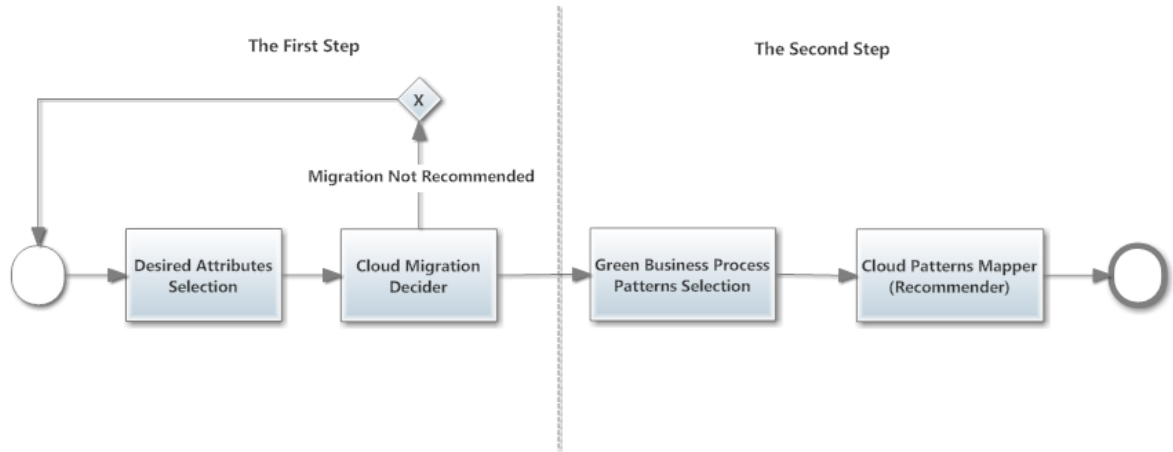 The First Step
The Second Step
X
Migration Not Recommended
Desired Attributes
Selection
Cloud Migration
Decider
Green Business Process
Patterns Selection
Cloud Patterns Mapper
(Recommender)